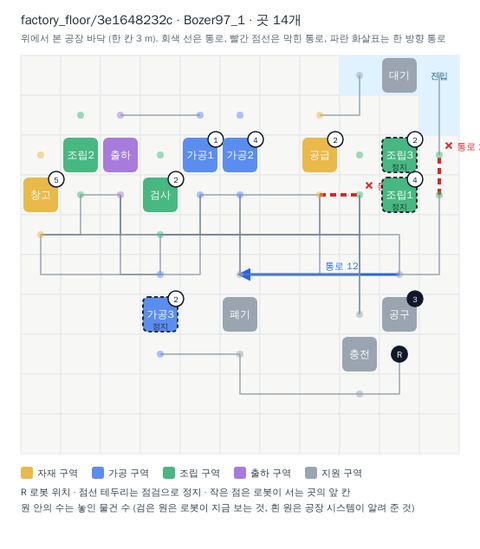 factory_floor/3e1648232c · Bozer97_1 · 곳 14개
위에서 본 공장 바닥 (한 칸 3 m). 회색 선은 통로, 빨간 점선은 막힌 통로, 파란 화살표는 한 방향 통로
대기
조립2
출하
가공1
1
가공2
4
공급
2
조립3
2
정지
✖ 통로
창고
5
검사
2
✖
조립1
4
정지
통로 12
가공3
2
정지
폐기
공구
3
충전
R
자재 구역
가공 구역
조립 구역
출하 구역
지원 구역
R 로봇 위치 · 점선 테두리는 점검으로 정지 · 작은 점은 로봇이 서는 곳의 앞 칸
원 안의 수는 놓인 물건 수 (검은 원은 로봇이 지금 보는 것, 흰 원은 공장 시스템이 알려 준 것)